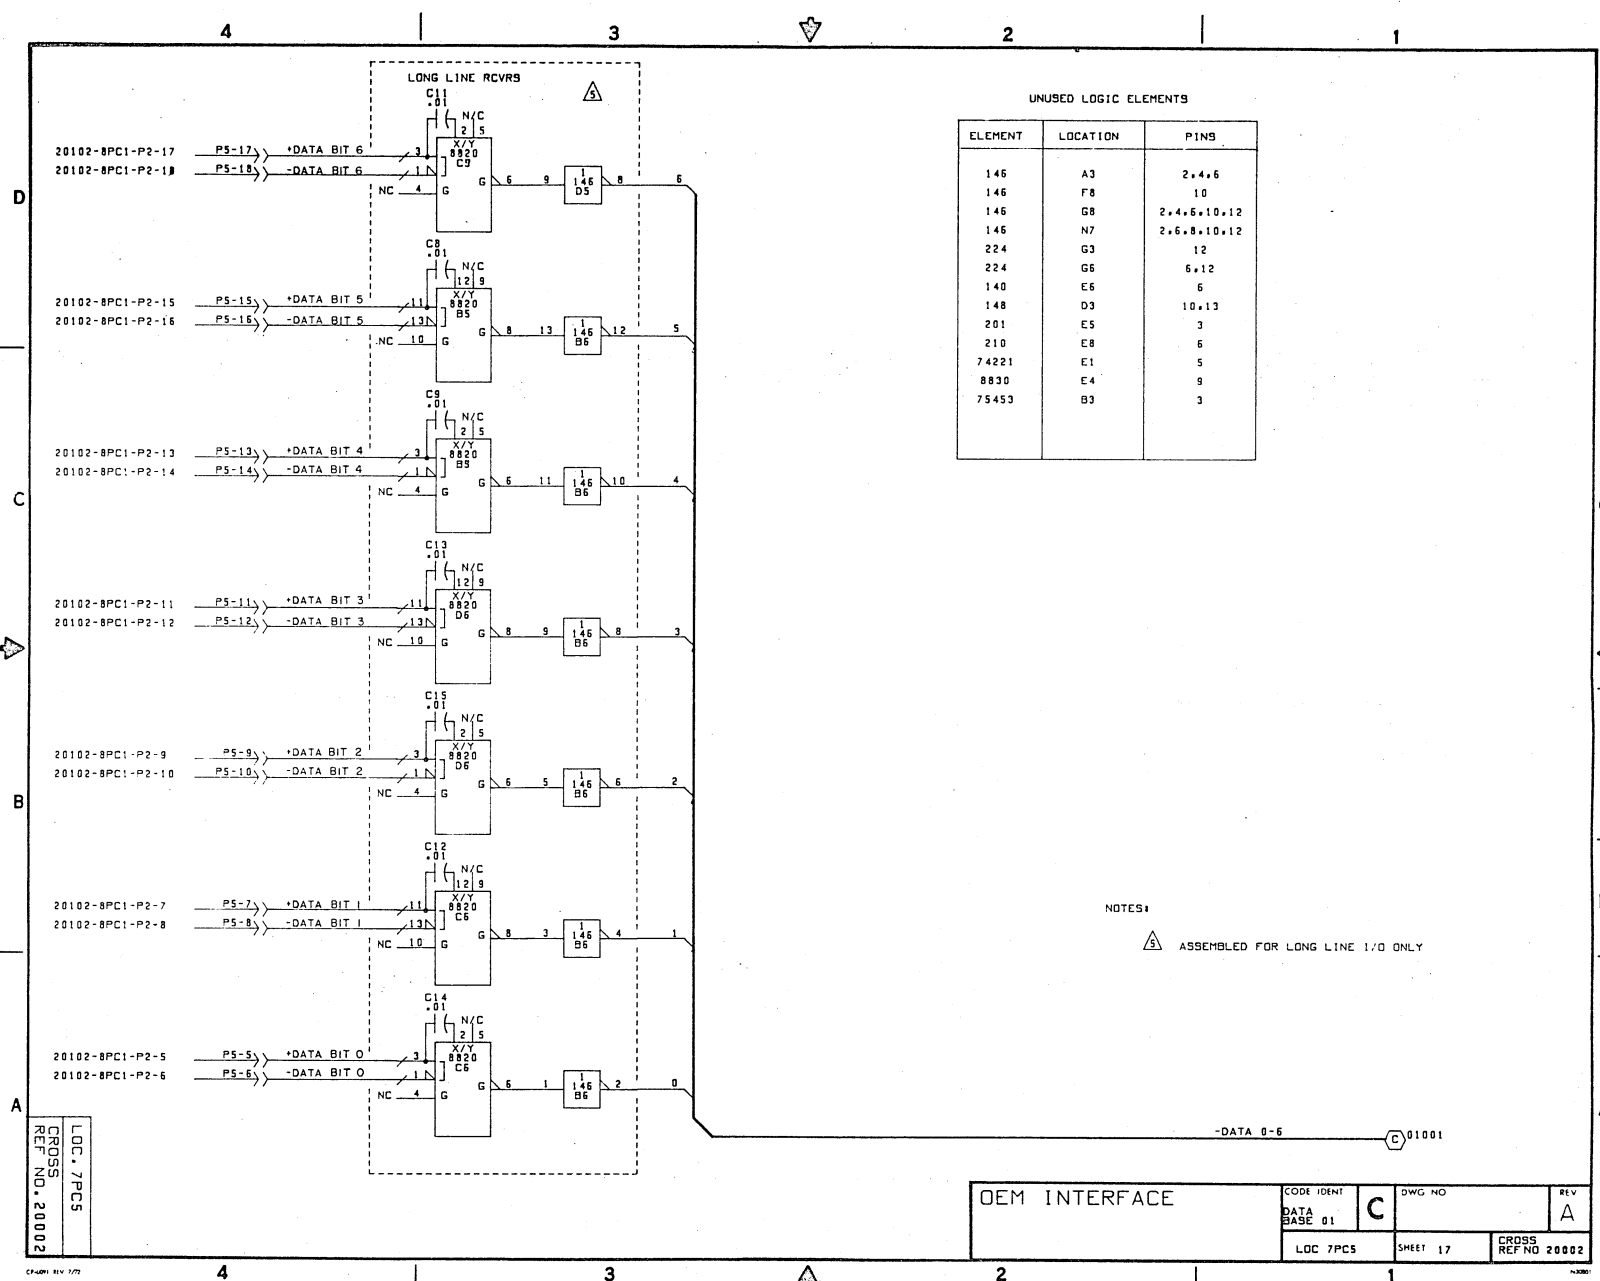 4 3 2 1
LONG LINE RCVRS
5
C11
.01
N/C
2 5
X/Y
8820
C9
20102-8PC1-P2-17 P5-17 +DATA BIT 6 3
20102-8PC1-P2-18 P5-18 -DATA BIT 6 1
NC 4 G
G 6 9
1
146
D5
8 6
D
C8
.01
N/C
12 9
X/Y
8820
B5
20102-8PC1-P2-15 P5-15 +DATA BIT 5 11
20102-8PC1-P2-16 P5-16 -DATA BIT 5 13
NC 10 G
G 8 13
1
146
B6
12 5
C9
.01
N/C
2 5
X/Y
8820
B5
20102-8PC1-P2-13 P5-13 +DATA BIT 4 3
20102-8PC1-P2-14 P5-14 -DATA BIT 4 1
NC 4 G
G 6 11
1
146
B6
10 4
C
C13
.01
N/C
12 9
X/Y
8820
D6
20102-8PC1-P2-11 P5-11 +DATA BIT 3 11
20102-8PC1-P2-12 P5-12 -DATA BIT 3 13
NC 10 G
G 8 9
1
146
B6
8 3
C15
.01
N/C
2 5
X/Y
8820
D6
20102-8PC1-P2-9 P5-9 +DATA BIT 2 3
20102-8PC1-P2-10 P5-10 -DATA BIT 2 1
NC 4 G
G 6 5
1
146
B6
6 2
B
C12
.01
N/C
12 9
X/Y
8820
C6
20102-8PC1-P2-7 P5-7 +DATA BIT 1 11
20102-8PC1-P2-8 P5-8 -DATA BIT 1 13
NC 10 G
G 8 3
1
146
B6
4 1
C14
.01
N/C
2 5
X/Y
8820
C6
20102-8PC1-P2-5 P5-5 +DATA BIT 0 3
20102-8PC1-P2-6 P5-6 -DATA BIT 0 1
NC 4 G
G 6 1
1
146
B6
2 0
A
UNUSED LOGIC ELEMENTS
ELEMENT LOCATION PINS
146 A3 2,4,6
146 F8 10
146 G8 2,4,6,10,12
146 N7 2,6,8,10,12
224 G3 12
224 G6 6,12
140 E6 6
148 D3 10,13
201 E5 3
210 E8 6
74221 E1 5
8830 E4 9
75453 B3 3
NOTES:
5 ASSEMBLED FOR LONG LINE I/O ONLY
-DATA 0-6 C 01001
LOC. 7PC5
CROSS
REF NO. 20002
OEM INTERFACE
CODE IDENT
DATA
BASE 01
C
DWG NO
REV
A
LOC 7PC5
SHEET 17
CROSS
REF NO 20002
4 3 2 1